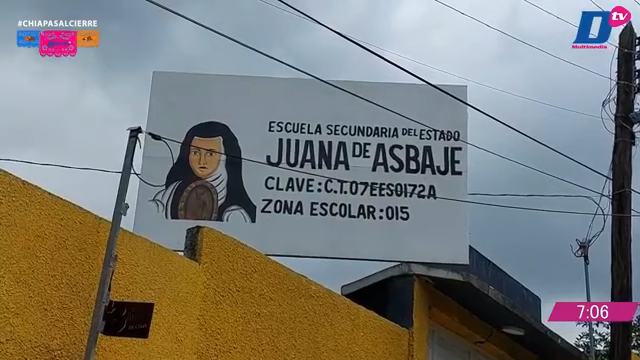 #CHIAPASALCIERRE
D tv
Multimedia
ESCUELA SECUNDARIA DEL ESTADO
JUANA DE ASBAJE
CLAVE: C.T. 07EES0172A
ZONA ESCOLAR: 015
7:06